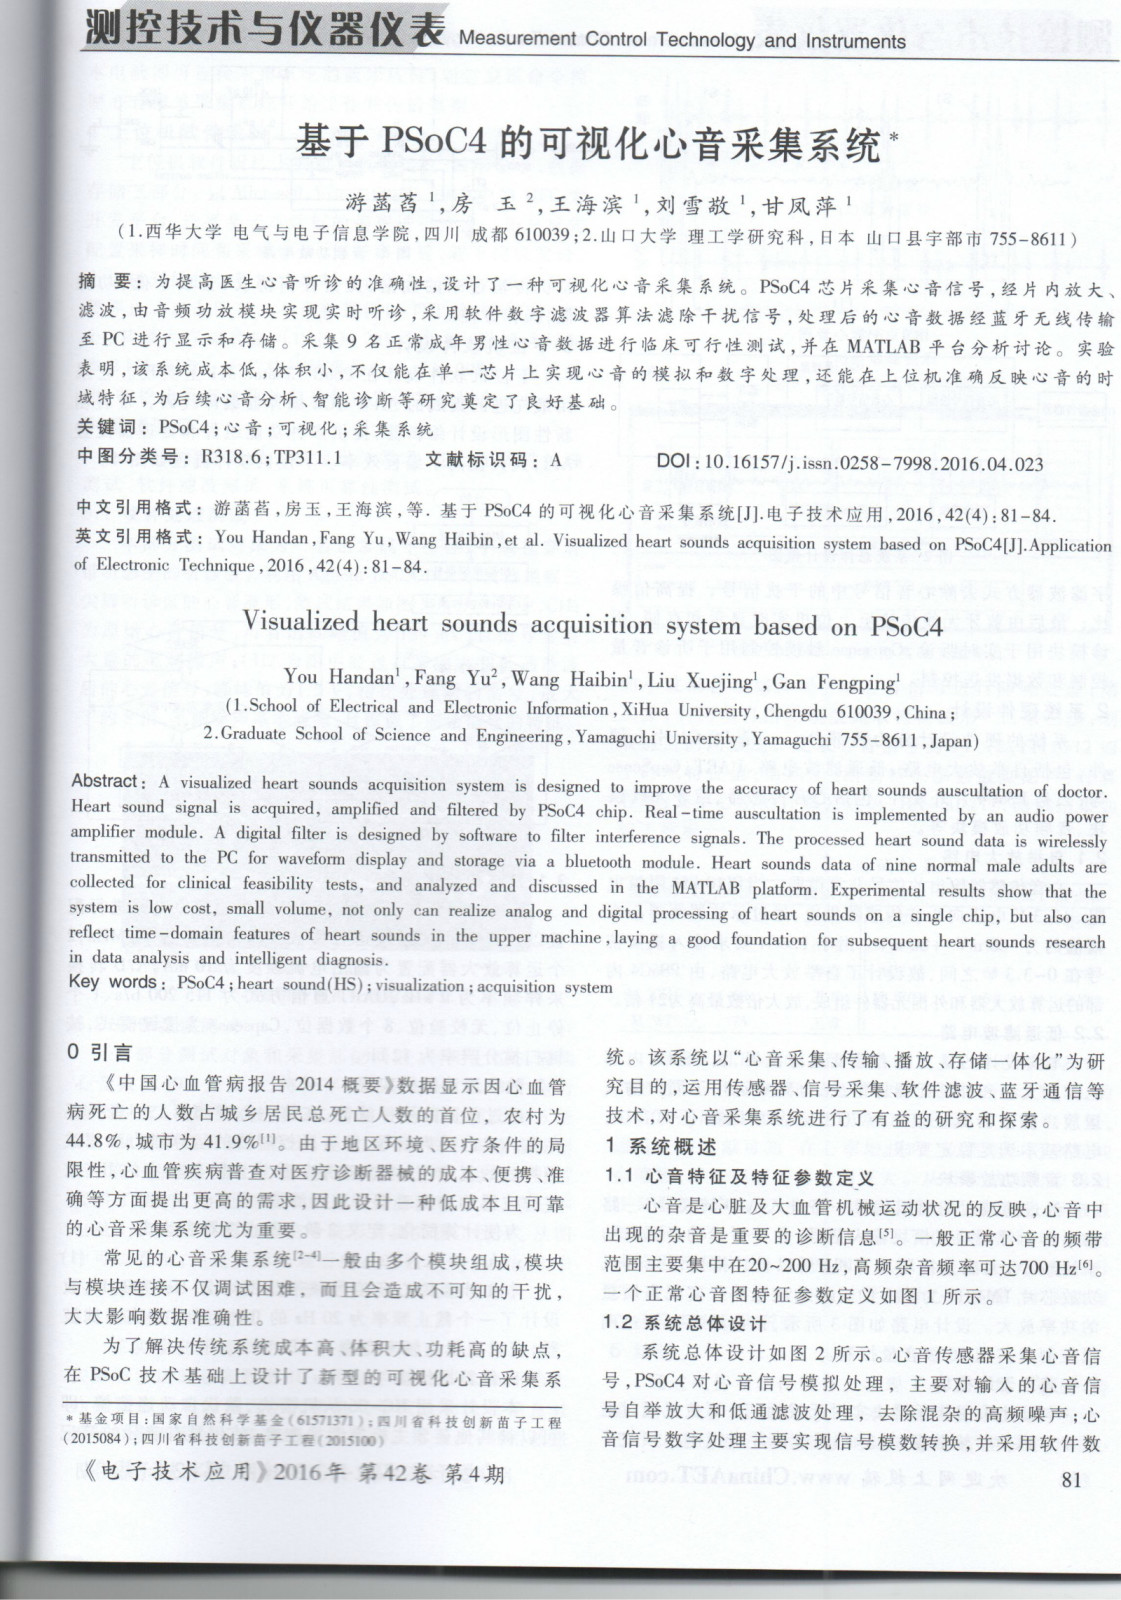 测控技术与仪器仪表 Measurement Control Technology and Instruments
基于 PSoC4 的可视化心音采集系统*
游菡萏1,房 玉2,王海滨1,刘雪敬1,甘凤萍1
(1.西华大学 电气与电子信息学院,四川 成都 610039;2.山口大学 理工学研究科,日本 山口县宇部市 755-8611)
摘 要:为提高医生心音听诊的准确性,设计了一种可视化心音采集系统。PSoC4 芯片采集心音信号,经片内放大、
滤波,由音频功放模块实现实时听诊,采用软件数字滤波器算法滤除干扰信号,处理后的心音数据经蓝牙无线传输
至 PC 进行显示和存储。采集 9 名正常成年男性心音数据进行临床可行性测试,并在 MATLAB 平台分析讨论。实验
表明,该系统成本低,体积小,不仅能在单一芯片上实现心音的模拟和数字处理,还能在上位机准确反映心音的时
域特征,为后续心音分析、智能诊断等研究奠定了良好基础。
关键词:PSoC4;心音;可视化;采集系统
中图分类号:R318.6;TP311.1 文献标识码:A DOI:10.16157/j.issn.0258-7998.2016.04.023
中文引用格式:游菡萏,房玉,王海滨,等. 基于 PSoC4 的可视化心音采集系统[J].电子技术应用,2016,42(4):81-84.
英文引用格式:You Handan,Fang Yu,Wang Haibin,et al. Visualized heart sounds acquisition system based on PSoC4[J].Application
of Electronic Technique,2016,42(4):81-84.
Visualized heart sounds acquisition system based on PSoC4
You Handan1,Fang Yu2,Wang Haibin1,Liu Xuejing1,Gan Fengping1
(1.School of Electrical and Electronic Information,XiHua University,Chengdu 610039,China;
2.Graduate School of Science and Engineering,Yamaguchi University,Yamaguchi 755-8611,Japan)
Abstract: A visualized heart sounds acquisition system is designed to improve the accuracy of heart sounds auscultation of doctor.
Heart sound signal is acquired, amplified and filtered by PSoC4 chip. Real-time auscultation is implemented by an audio power
amplifier module. A digital filter is designed by software to filter interference signals. The processed heart sound data is wirelessly
transmitted to the PC for waveform display and storage via a bluetooth module. Heart sounds data of nine normal male adults are
collected for clinical feasibility tests, and analyzed and discussed in the MATLAB platform. Experimental results show that the
system is low cost, small volume, not only can realize analog and digital processing of heart sounds on a single chip, but also can
reflect time-domain features of heart sounds in the upper machine,laying a good foundation for subsequent heart sounds research
in data analysis and intelligent diagnosis.
Key words: PSoC4;heart sound(HS);visualization;acquisition system
0 引言
《中国心血管病报告 2014 概要》数据显示因心血管
病死亡的人数占城乡居民总死亡人数的首位,农村为
44.8%,城市为 41.9%[1]。由于地区环境、医疗条件的局
限性,心血管疾病普查对医疗诊断器械的成本、便携、准
确等方面提出更高的需求,因此设计一种低成本且可靠
的心音采集系统尤为重要。
常见的心音采集系统[2-4]一般由多个模块组成,模块
与模块连接不仅调试困难,而且会造成不可知的干扰,
大大影响数据准确性。
为了解决传统系统成本高、体积大、功耗高的缺点,
在 PSoC 技术基础上设计了新型的可视化心音采集系
* 基金项目:国家自然科学基金(61571371);四川省科技创新苗子工程
(2015084);四川省科技创新苗子工程(2015100)
统。该系统以“心音采集、传输、播放、存储一体化”为研
究目的,运用传感器、信号采集、软件滤波、蓝牙通信等
技术,对心音采集系统进行了有益的研究和探索。
1 系统概述
1.1 心音特征及特征参数定义
心音是心脏及大血管机械运动状况的反映,心音中
出现的杂音是重要的诊断信息[5]。一般正常心音的频带
范围主要集中在20~200 Hz,高频杂音频率可达700 Hz[6]。
一个正常心音图特征参数定义如图 1 所示。
1.2 系统总体设计
系统总体设计如图 2 所示。心音传感器采集心音信
号,PSoC4 对心音信号模拟处理,主要对输入的心音信
号自举放大和低通滤波处理,去除混杂的高频噪声;心
音信号数字处理主要实现信号模数转换,并采用软件数
《电子技术应用》2016年 第42卷 第4期 81